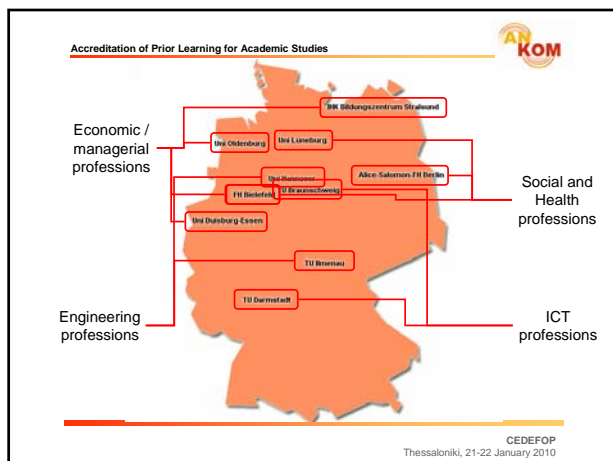 AN
KOM
Accreditation of Prior Learning for Academic Studies
IHK Bildungszentrum Stralsund
Economic /
managerial
professions
Uni Oldenburg
Uni Lüneburg
Uni Hannover
Alice-Salomon-FH Berlin
FH Bielefeld
TU Braunschweig
Social and
Health
professions
Uni Duisburg-Essen
TU Ilmenau
TU Darmstadt
Engineering
professions
ICT
professions
CEDEFOP
Thessaloniki, 21-22 January 2010